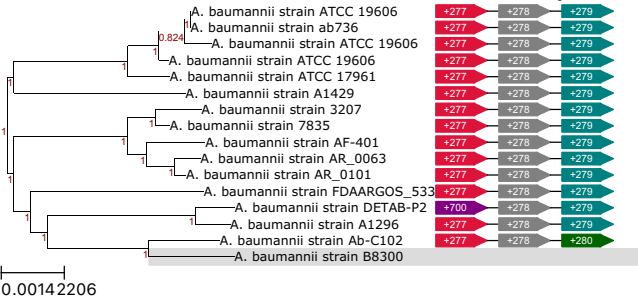 A. baumannii strain ATCC 19606 +277 +278 +279
A. baumannii strain ab736 +277 +278 +279
0.824 A. baumannii strain ATCC 19606 +277 +278 +279
1 A. baumannii strain ATCC 19606 +277 +278 +279
1 A. baumannii strain ATCC 17961 +277 +278 +279
1 A. baumannii strain A1429 +277 +278 +279
A. baumannii strain 3207 +277 +278 +279
1 1 A. baumannii strain 7835 +277 +278 +279
A. baumannii strain AF-401 +277 +278 +279
1 1 A. baumannii strain AR_0063 +277 +278 +279
1 1 A. baumannii strain AR_0101 +277 +278 +279
A. baumannii strain FDAARGOS_533 +277 +278 +279
1 A. baumannii strain DETAB-P2 +700 +278 +279
1 A. baumannii strain A1296 +277 +278 +279
1 A. baumannii strain Ab-C102 +277 +278 +280
1 A. baumannii strain B8300
0.00142206